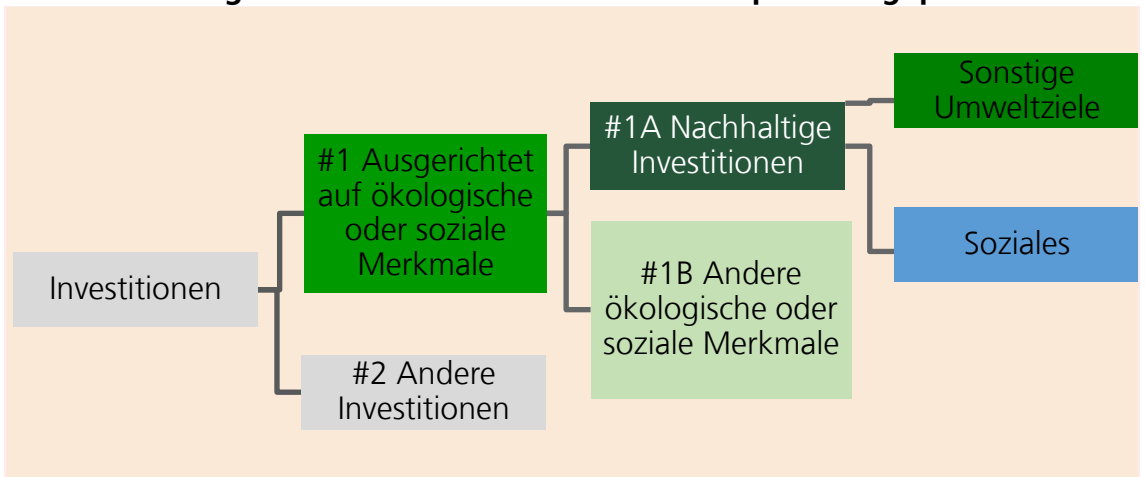 Sonstige
Umweltziele
#1A Nachhaltige
Investitionen
#1 Ausgerichtet
auf ökologische
oder soziale
Merkmale
Soziales
Investitionen
#1B Andere
ökologische oder
soziale Merkmale
#2 Andere
Investitionen